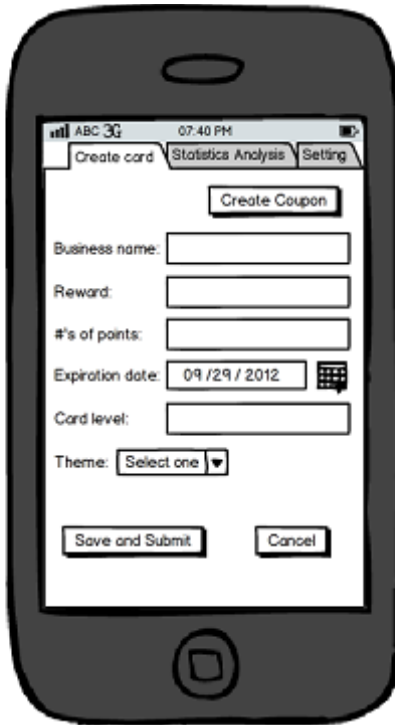 ABC 3G 07:40 PM
Create card Statistics Analysis Setting
Create Coupon
Business name:
Reward:
#'s of points:
Expiration date: 09 /29 / 2012
Card level:
Theme: Select one
Save and Submit Cancel